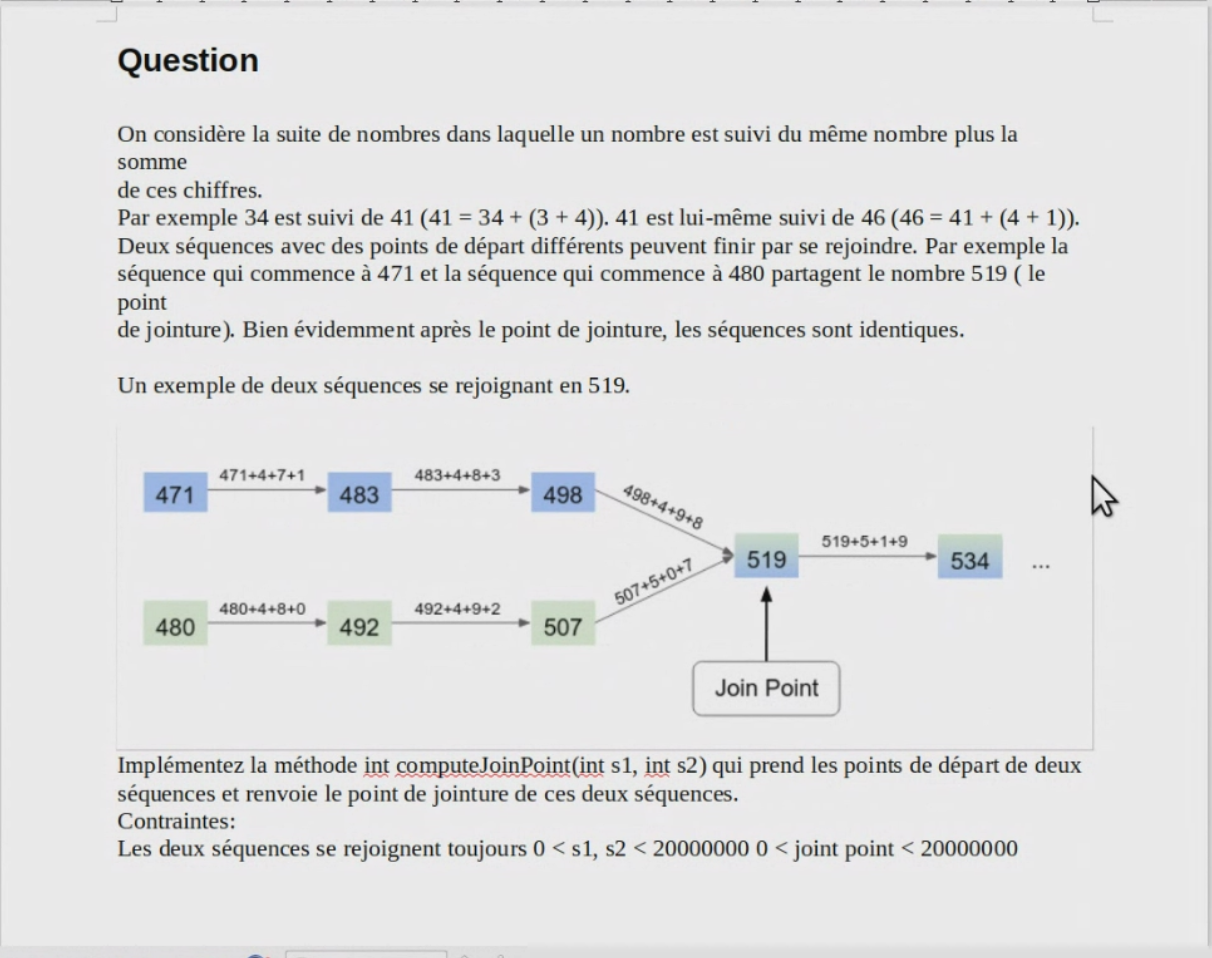 Question
On considère la suite de nombres dans laquelle un nombre est suivi du même nombre plus la
somme
de ces chiffres.
Par exemple 34 est suivi de 41 (41 = 34 + (3 + 4)). 41 est lui-même suivi de 46 (46 = 41 + (4 + 1)).
Deux séquences avec des points de départ différents peuvent finir par se rejoindre. Par exemple la
séquence qui commence à 471 et la séquence qui commence à 480 partagent le nombre 519 ( le
point
de jointure). Bien évidemment après le point de jointure, les séquences sont identiques.
Un exemple de deux séquences se rejoignant en 519.
471+4+7+1 483+4+8+3
471 483 498
498+4+9+8
519+5+1+9
519 534 ...
507+5+0+7
480+4+8+0 492+4+9+2
480 492 507
Join Point
Implémentez la méthode int computeJoinPoint(int s1, int s2) qui prend les points de départ de deux
séquences et renvoie le point de jointure de ces deux séquences.
Contraintes:
Les deux séquences se rejoignent toujours 0 < s1, s2 < 20000000 0 < joint point < 20000000